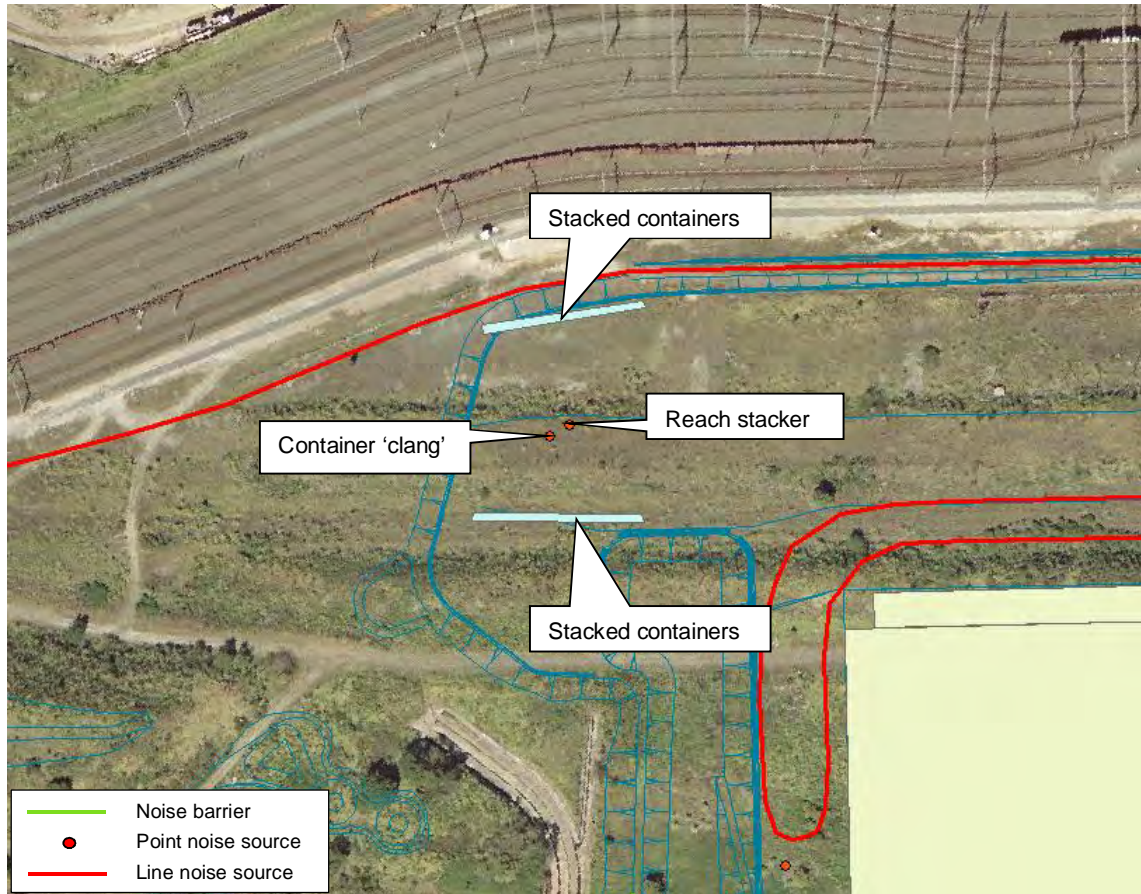 Stacked containers
Reach stacker
Container ‘clang’
Stacked containers
Noise barrier
Point noise source
Line noise source